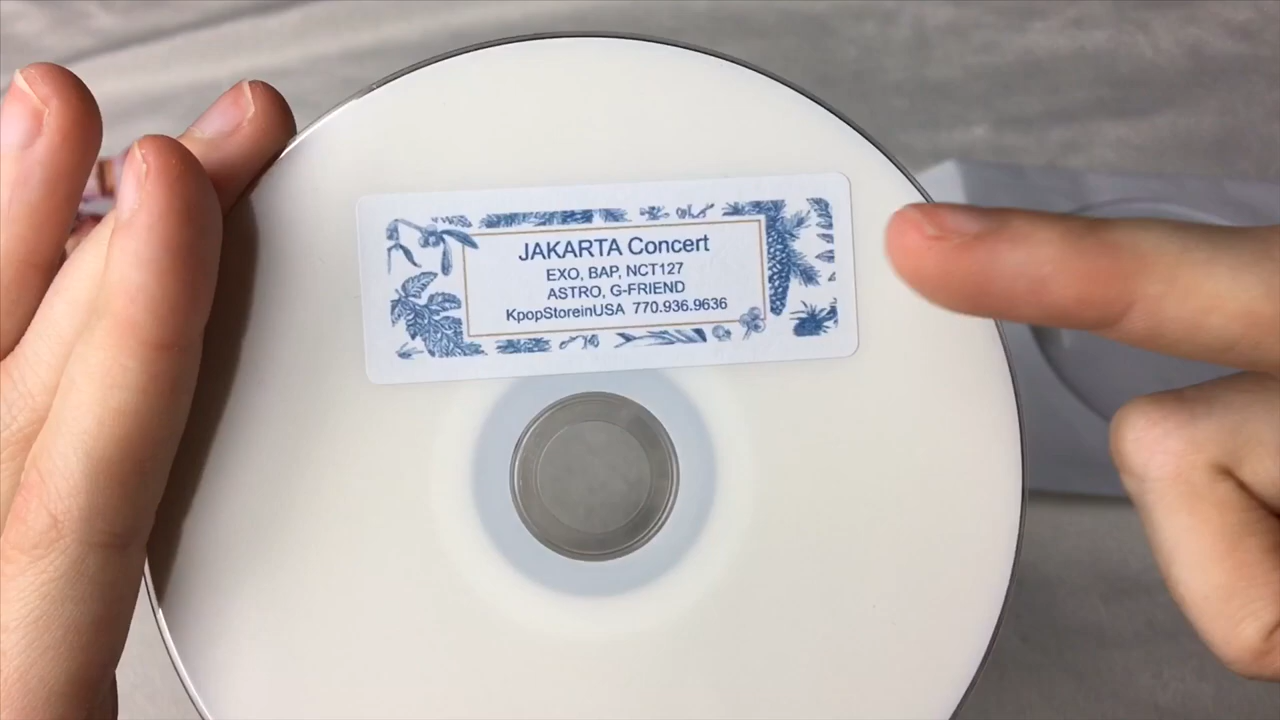 JAKARTA Concert
EXO, BAP, NCT127
ASTRO, G-FRIEND
KpopStoreinUSA 770.936.9636